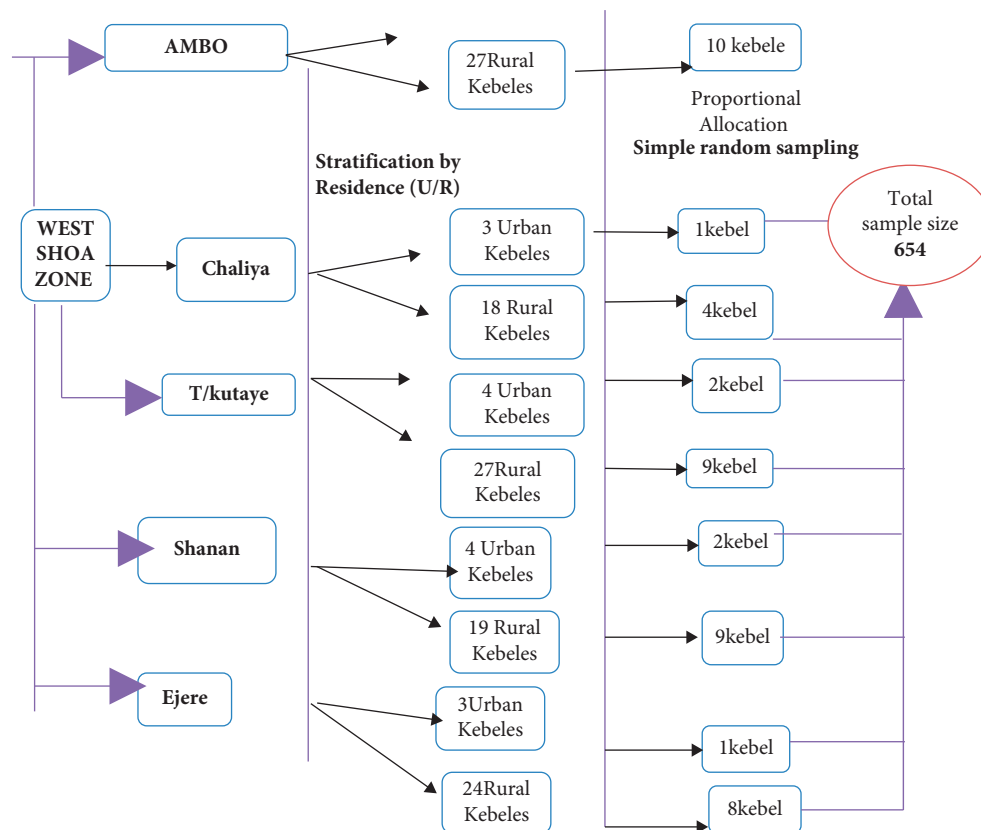 AMBO
27Rural
Kebeles
10 kebele
Proportional
Allocation
Simple random sampling
Stratification by
Residence (U/R)
WEST
SHOA
ZONE
Chaliya
3 Urban
Kebeles
1kebel
Total
sample size
654
18 Rural
Kebeles
4kebel
T/kutaye
4 Urban
Kebeles
2kebel
27Rural
Kebeles
9kebel
Shanan
4 Urban
Kebeles
2kebel
19 Rural
Kebeles
9kebel
Ejere
3Urban
Kebeles
1kebel
24Rural
Kebeles
8kebel